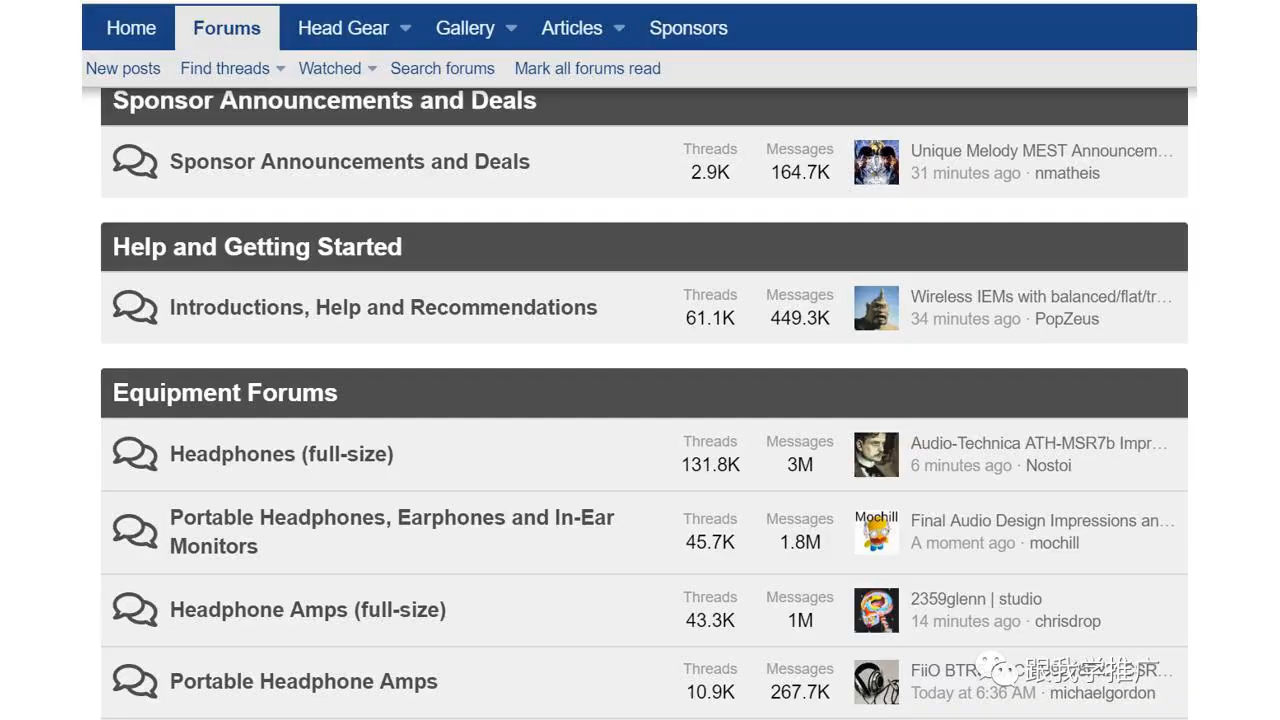 Home Forums Head Gear Gallery Articles Sponsors
New posts Find threads Watched Search forums Mark all forums read
Sponsor Announcements and Deals
Sponsor Announcements and Deals
Threads
2.9K
Messages
164.7K
Unique Melody MEST Announcem…
31 minutes ago · nmatheis
Help and Getting Started
Introductions, Help and Recommendations
Threads
61.1K
Messages
449.3K
Wireless IEMs with balanced/flat/tr…
34 minutes ago · PopZeus
Equipment Forums
Headphones (full-size)
Threads
131.8K
Messages
3M
Audio-Technica ATH-MSR7b Impr…
6 minutes ago · Nostoi
Portable Headphones, Earphones and In-Ear
Monitors
Threads
45.7K
Messages
1.8M
Mochill
Final Audio Design Impressions an…
A moment ago · mochill
Headphone Amps (full-size)
Threads
43.3K
Messages
1M
2359glenn | studio
14 minutes ago · chrisdrop
Portable Headphone Amps
Threads
10.9K
Messages
267.7K
FiiO
Today at 6:36 AM · michaelgordon
跟我学推广